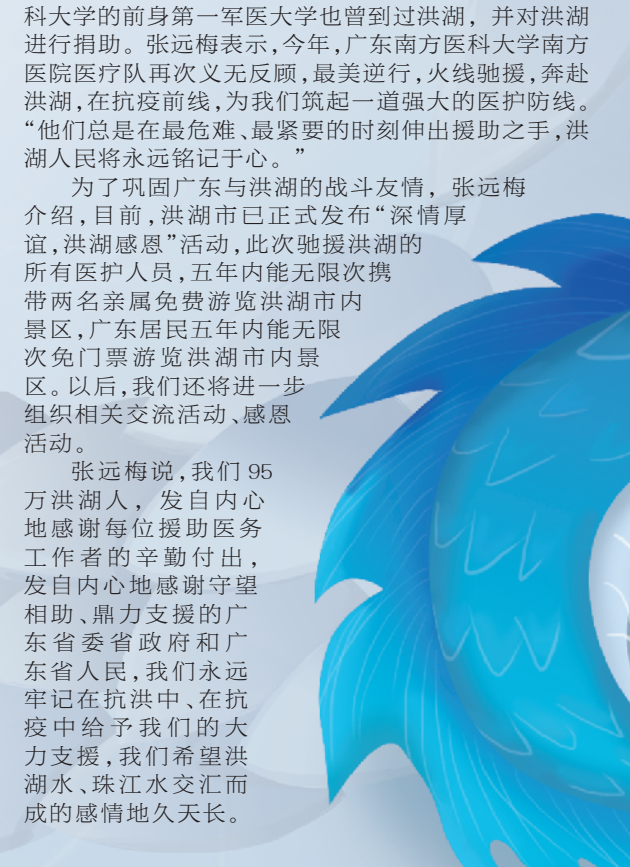 科大学的前身第一军医大学也曾到过洪湖，并对洪湖
进行捐助。张远梅表示,今年,广东南方医科大学南方
医院医疗队再次义无反顾,最美逆行,火线驰援,奔赴
洪湖,在抗疫前线,为我们筑起一道强大的医护防线。
“他们总是在最危难、最紧要的时刻伸出援助之手,洪
湖人民将永远铭记于心。”
为了巩固广东与洪湖的战斗友情，张远梅
介绍,目前,洪湖市已正式发布“深情厚
谊,洪湖感恩”活动,此次驰援洪湖的
所有医护人员,五年内能无限次携
带两名亲属免费游览洪湖市内
景区,广东居民五年内能无限
次免门票游览洪湖市内景
区。以后,我们还将进一步
组织相关交流活动、感恩
活动。
张远梅说,我们 95
万洪湖人，发自内心
地感谢每位援助医务
工作者的辛勤付出，
发自内心地感谢守望
相助、鼎力支援的广
东省委省政府和广
东省人民,我们永远
牢记在抗洪中、在抗
疫中给予我们的大
力支援,我们希望洪
湖水、珠江水交汇而
成的感情地久天长。